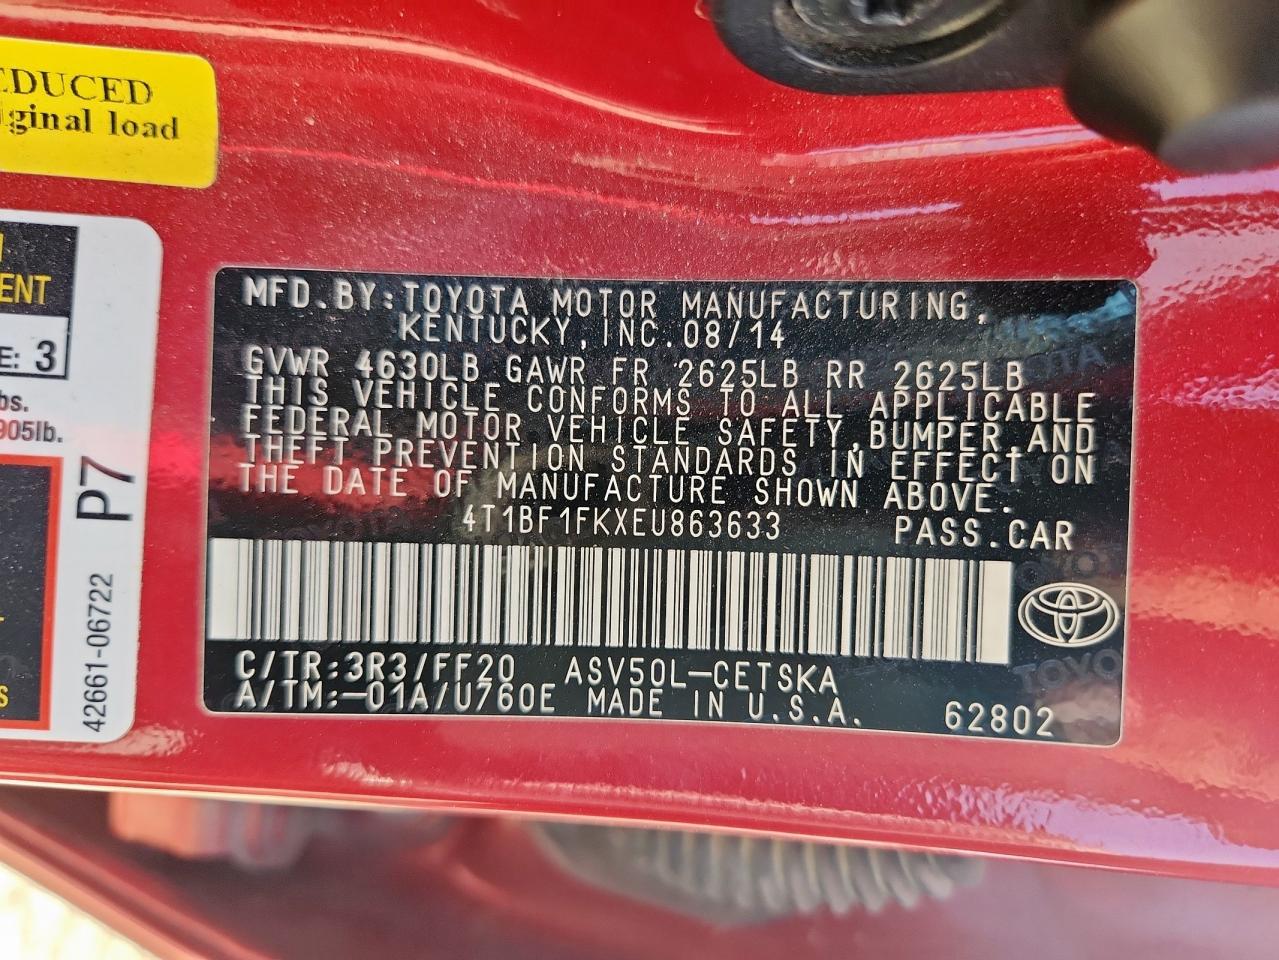 EDUCED
ginal load
ENT
E: 3
bs.
905lb.
P7
S
42661-06722
MFD.BY:TOYOTA MOTOR MANUFACTURING,
KENTUCKY,INC.08/14
GVWR 4630LB GAWR FR 2625LB RR 2625LB
THIS VEHICLE CONFORMS TO ALL APPLICABLE
FEDERAL MOTOR VEHICLE SAFETY,BUMPER,AND
THEFT PREVENTION STANDARDS IN EFFECT ON
THE DATE OF MANUFACTURE SHOWN ABOVE.
4T1BF1FKXEU863633 PASS.CAR
C/TR:3R3/FF20 ASV50L-CETSKA
A/TM:-01A/U760E MADE IN U.S.A. 62802